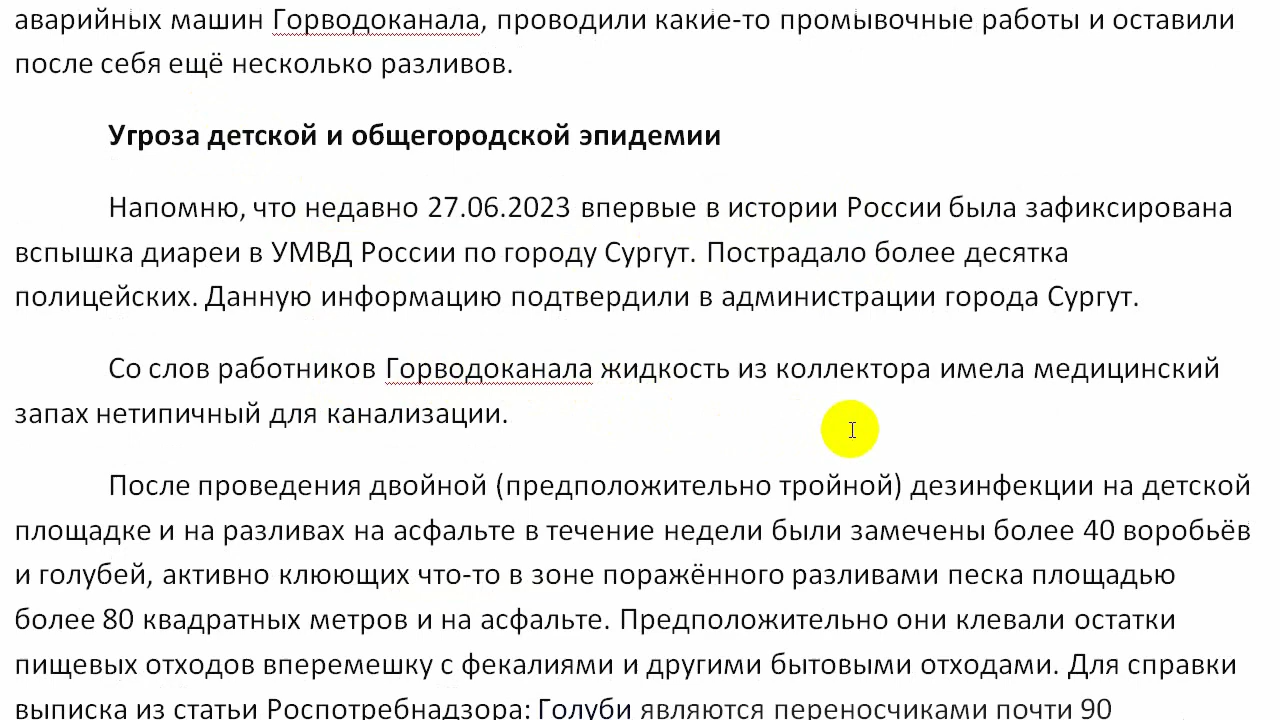 аварийных машин Горводоканала, проводили какие-то промывочные работы и оставили
после себя ещё несколько разливов.
Угроза детской и общегородской эпидемии
Напомню, что недавно 27.06.2023 впервые в истории России была зафиксирована
вспышка диареи в УМВД России по городу Сургут. Пострадало более десятка
полицейских. Данную информацию подтвердили в администрации города Сургут.
Со слов работников Горводоканала жидкость из коллектора имела медицинский
запах нетипичный для канализации.
После проведения двойной (предположительно тройной) дезинфекции на детской
площадке и на разливах на асфальте в течение недели были замечены более 40 воробьёв
и голубей, активно клюющих что-то в зоне поражённого разливами песка площадью
более 80 квадратных метров и на асфальте. Предположительно они клевали остатки
пищевых отходов вперемешку с фекалиями и другими бытовыми отходами. Для справки
выписка из статьи Роспотребнадзора: Голуби являются переносчиками почти 90